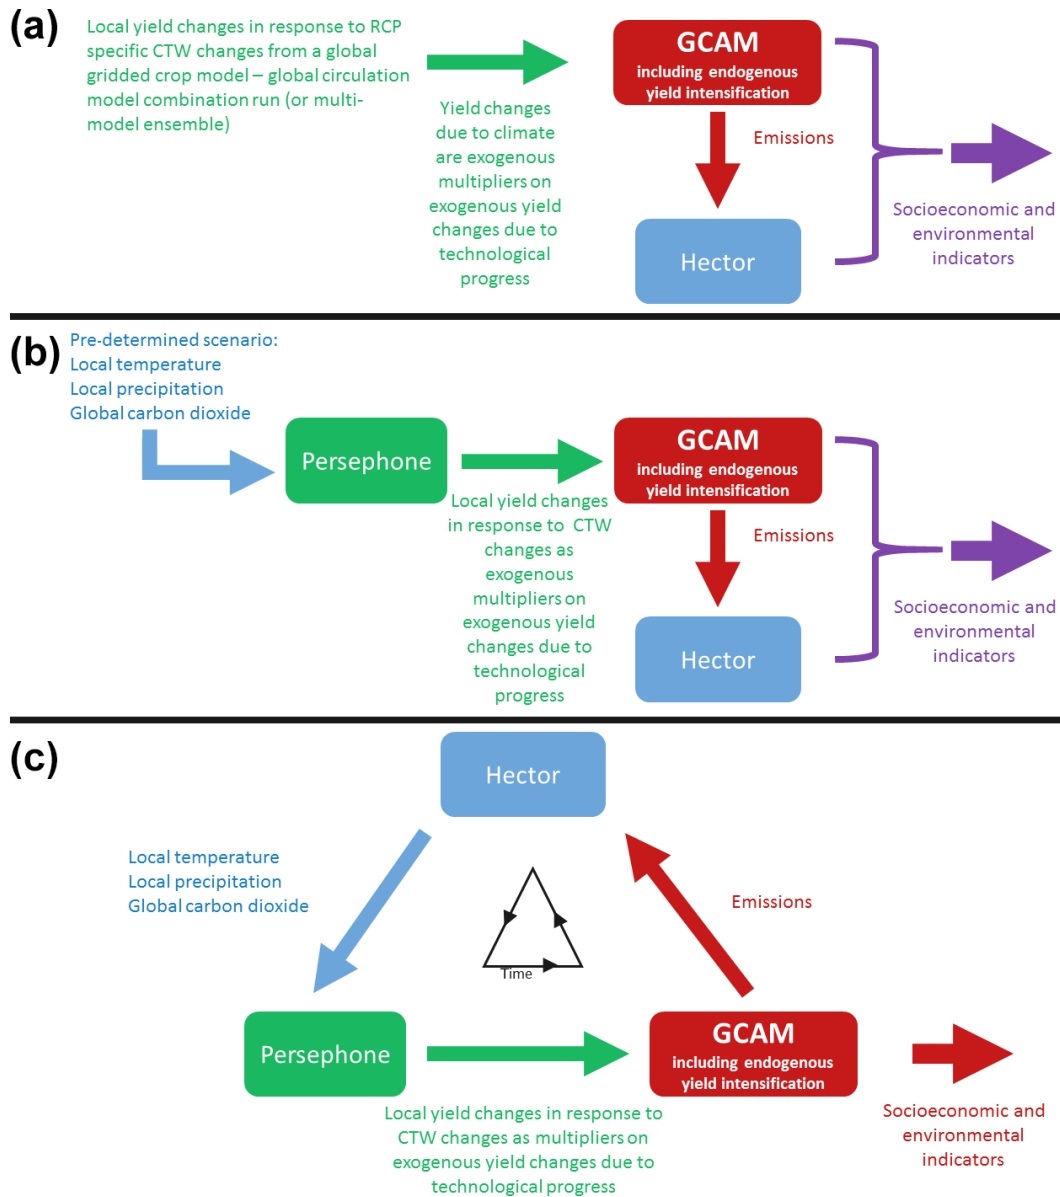 (a)
Local yield changes in response to RCP
specific CTW changes from a global
gridded crop model – global circulation
model combination run (or multi-
model ensemble)
Yield changes
due to climate
are exogenous
multipliers on
exogenous yield
changes due to
technological
progress
GCAM
including endogenous
yield intensification
Emissions
Hector
Socioeconomic and
environmental
indicators
(b)
Pre-determined scenario:
Local temperature
Local precipitation
Global carbon dioxide
Persephone
Local yield changes
in response to CTW
changes as
exogenous
multipliers on
exogenous yield
changes due to
technological
progress
GCAM
including endogenous
yield intensification
Emissions
Hector
Socioeconomic and
environmental
indicators
(c)
Hector
Local temperature
Local precipitation
Global carbon dioxide
Time
Emissions
Persephone
Local yield changes in response to
CTW changes as multipliers on
exogenous yield changes due to
technological progress
GCAM
including endogenous
yield intensification
Socioeconomic and
environmental
indicators